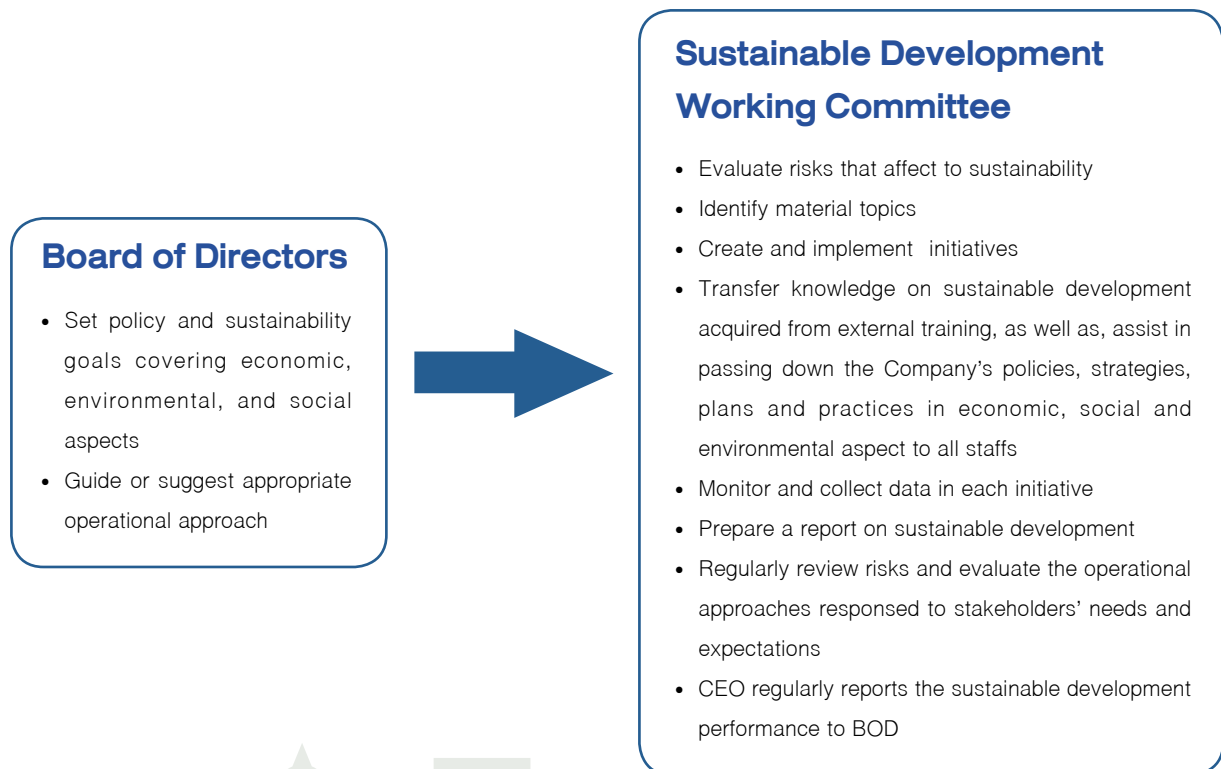 Board of Directors
• Set policy and sustainability
goals covering economic,
environmental, and social
aspects
• Guide or suggest appropriate
operational approach
Sustainable Development
Working Committee
• Evaluate risks that affect to sustainability
• Identify material topics
• Create and implement initiatives
• Transfer knowledge on sustainable development
acquired from external training, as well as, assist in
passing down the Company's policies, strategies,
plans and practices in economic, social and
environmental aspect to all staffs
• Monitor and collect data in each initiative
• Prepare a report on sustainable development
• Regularly review risks and evaluate the operational
approaches responsed to stakeholders' needs and
expectations
• CEO regularly reports the sustainable development
performance to BOD